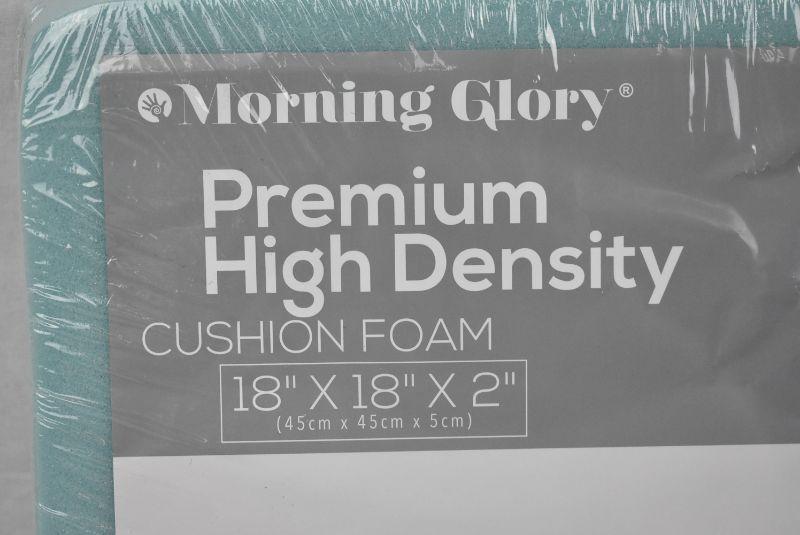 Morning Glory®
Premium
High Density
CUSHION FOAM
18" X 18" X 2"
(45cm x 45cm x 5cm)